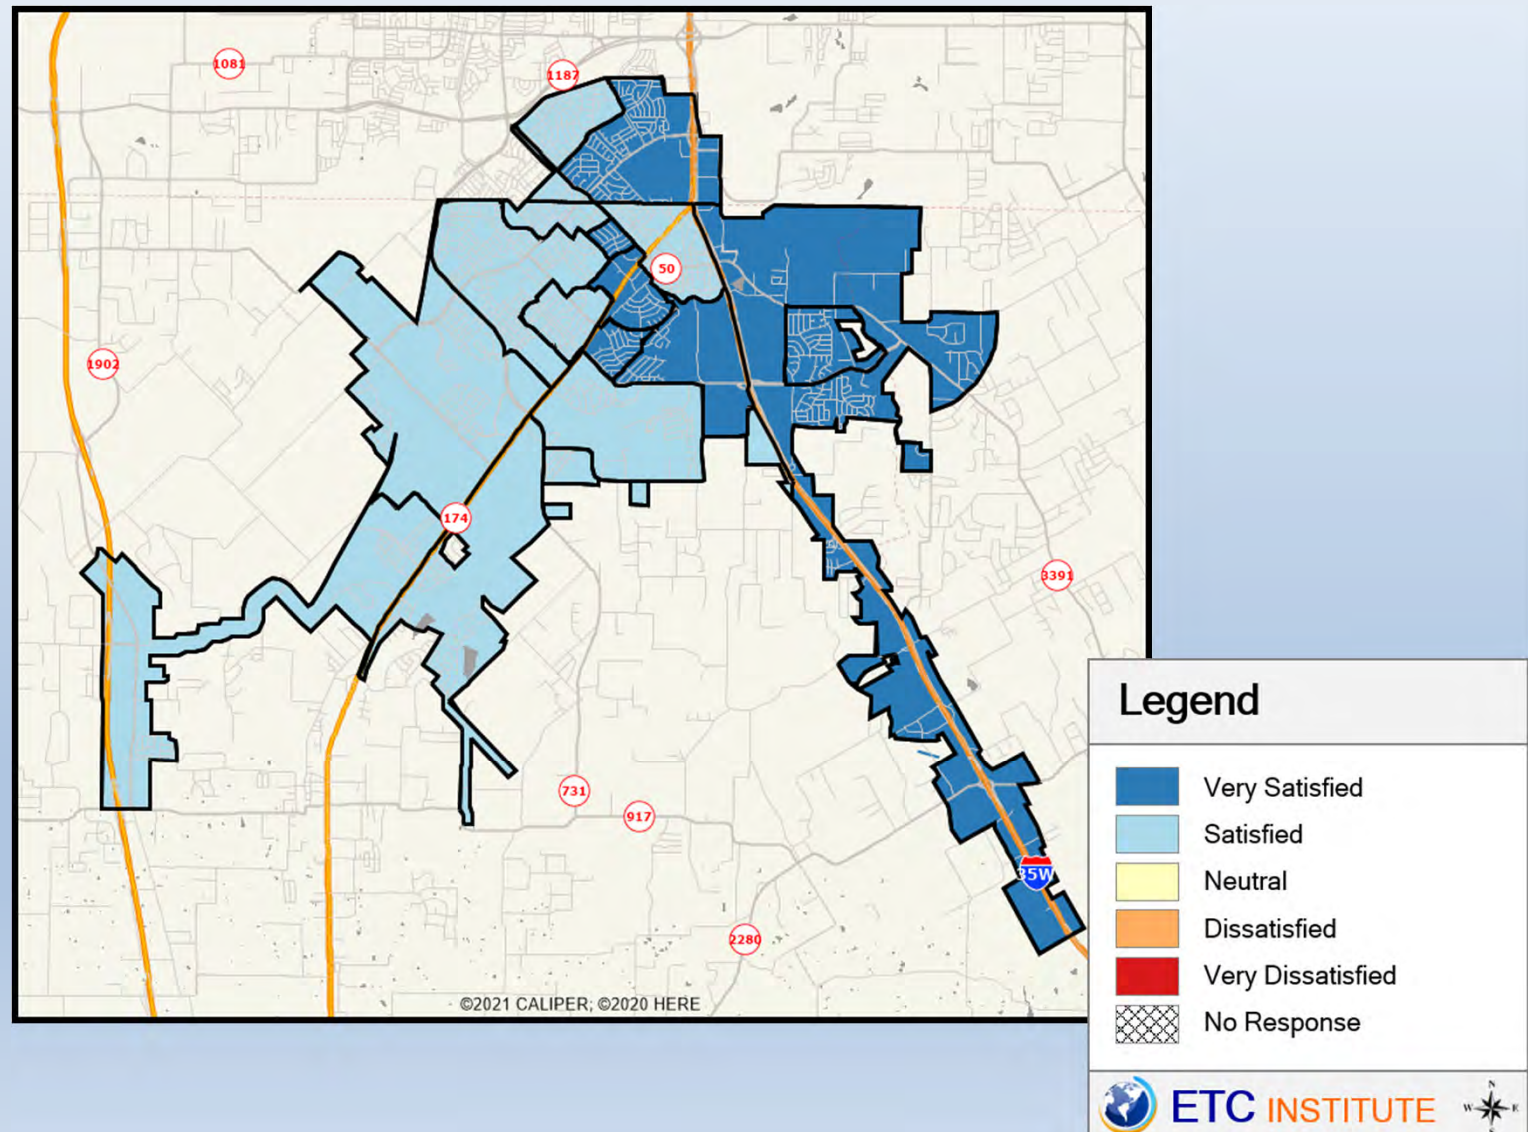 1081
1187
50
1902
174
3391
731
917
35W
2280
©2021 CALIPER; ©2020 HERE
Legend
Very Satisfied
Satisfied
Neutral
Dissatisfied
Very Dissatisfied
No Response
ETC INSTITUTE
N
W E
S